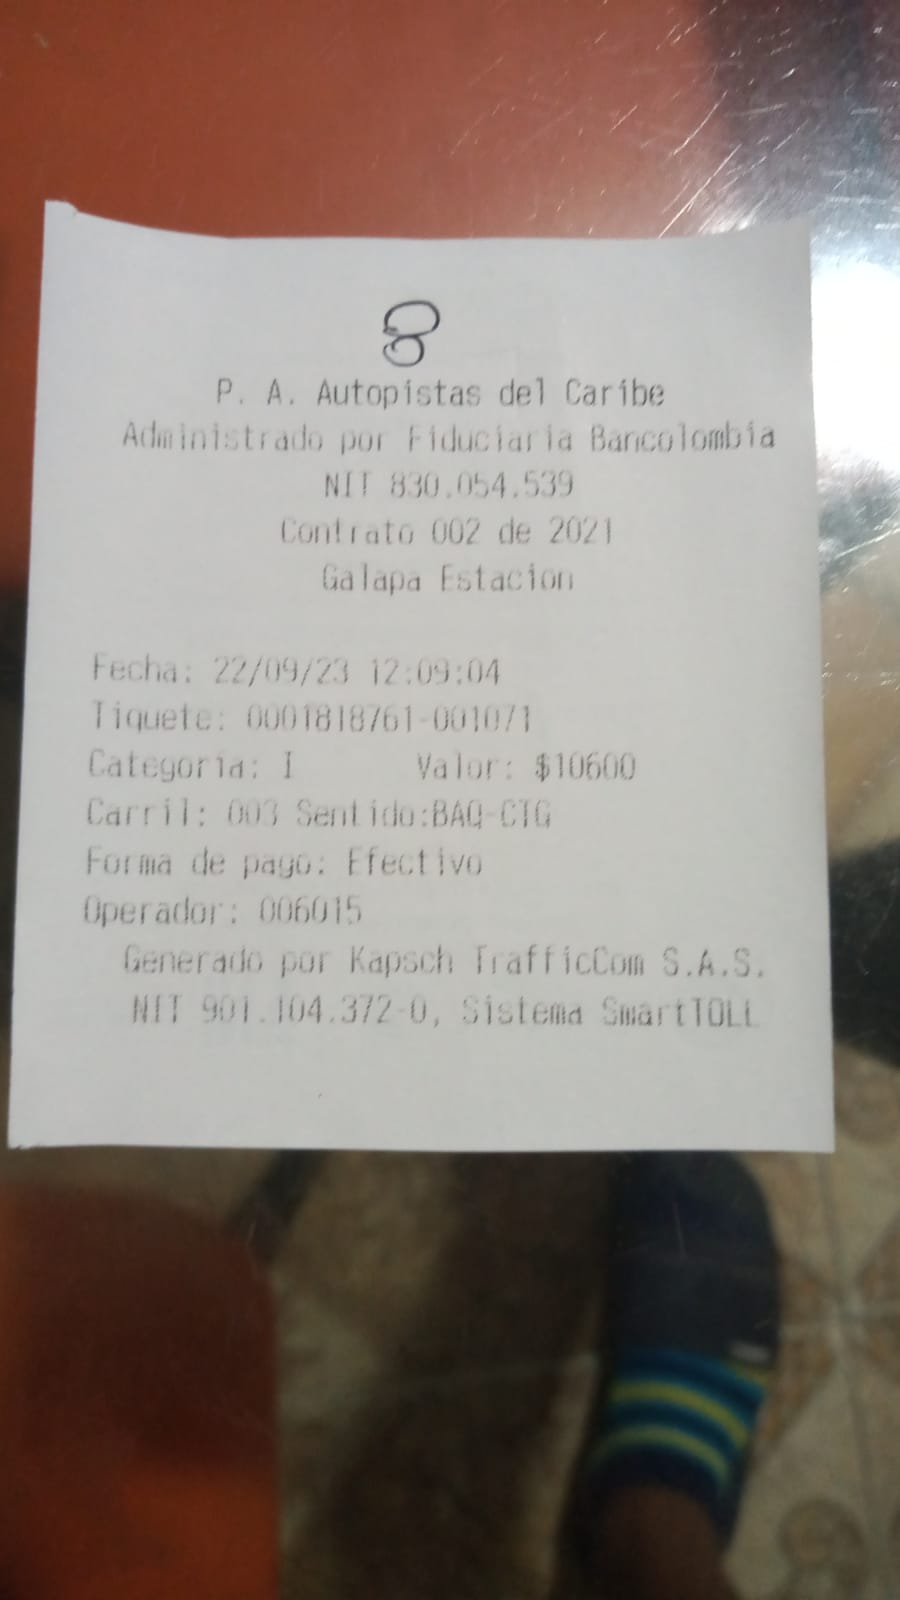 8
P. A. Autopistas del Caribe
Administrado por Fiduciaria Bancolombia
NIT 830.054.539
Contrato 002 de 2021
Galapa Estacion
Fecha: 22/09/23 12:09:04
Tiquete: 0001818761-001071
Categoria: I Valor: $10600
Carril: 003 Sentido:BAQ-CTG
Forma de pago: Efectivo
Operador: 006015
Generado por Kapsch TrafficCom S.A.S.
NIT 901.104.372-0, Sistema SmartTOLL